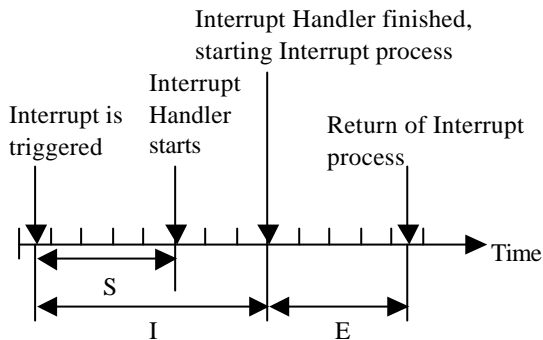 Interrupt Handler finished,
starting Interrupt process
Interrupt
Handler
starts
Interrupt is
triggered
Return of Interrupt
process
Time
S
I
E